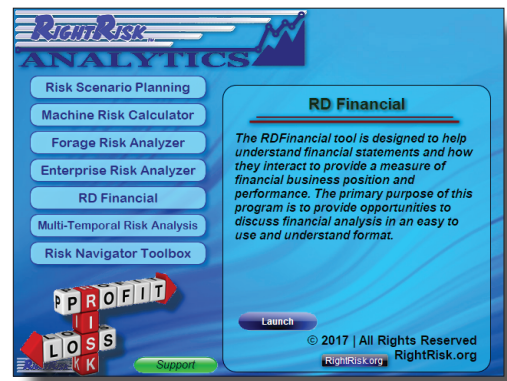 RightRisk™
ANALYTICS
Risk Scenario Planning
Machine Risk Calculator
Forage Risk Analyzer
Enterprise Risk Analyzer
RD Financial
Multi-Temporal Risk Analysis
Risk Navigator Toolbox
RD Financial
The RDFinancial tool is designed to help
understand financial statements and how
they interact to provide a measure of
financial business position and
performance. The primary purpose of this
program is to provide opportunities to
discuss financial analysis in an easy to
use and understand format.
Launch
© 2017 | All Rights Reserved
RightRisk.org RightRisk.org
PROFIT
RISK
LOSS
Support